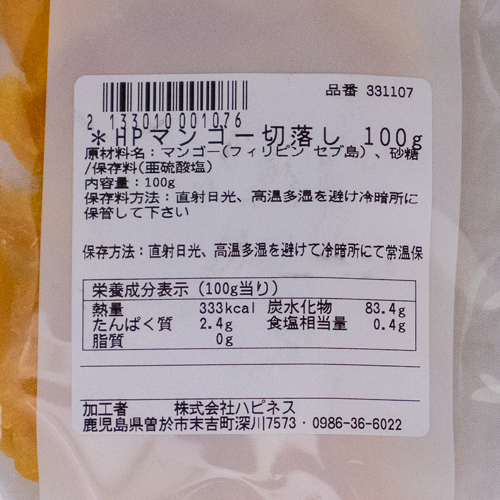 品番 331107
2 133010 001076
*HPマンゴー切落し 100g
原材料名:マンゴー(フィリピン セブ島)、砂糖
/保存料(亜硫酸塩)
内容量:100g
保存料方法:直射日光、高温多湿を避け冷暗所に
保管して下さい
保存方法:直射日光、高温多湿を避けて冷暗所にて常温保
栄養成分表示(100g当り)
熱量 333kcal 炭水化物 83.4g
たんぱく質 2.4g 食塩相当量 0.4g
脂質 0g
加工者 株式会社ハピネス
鹿児島県曽於市末吉町深川7573・0986-36-6022